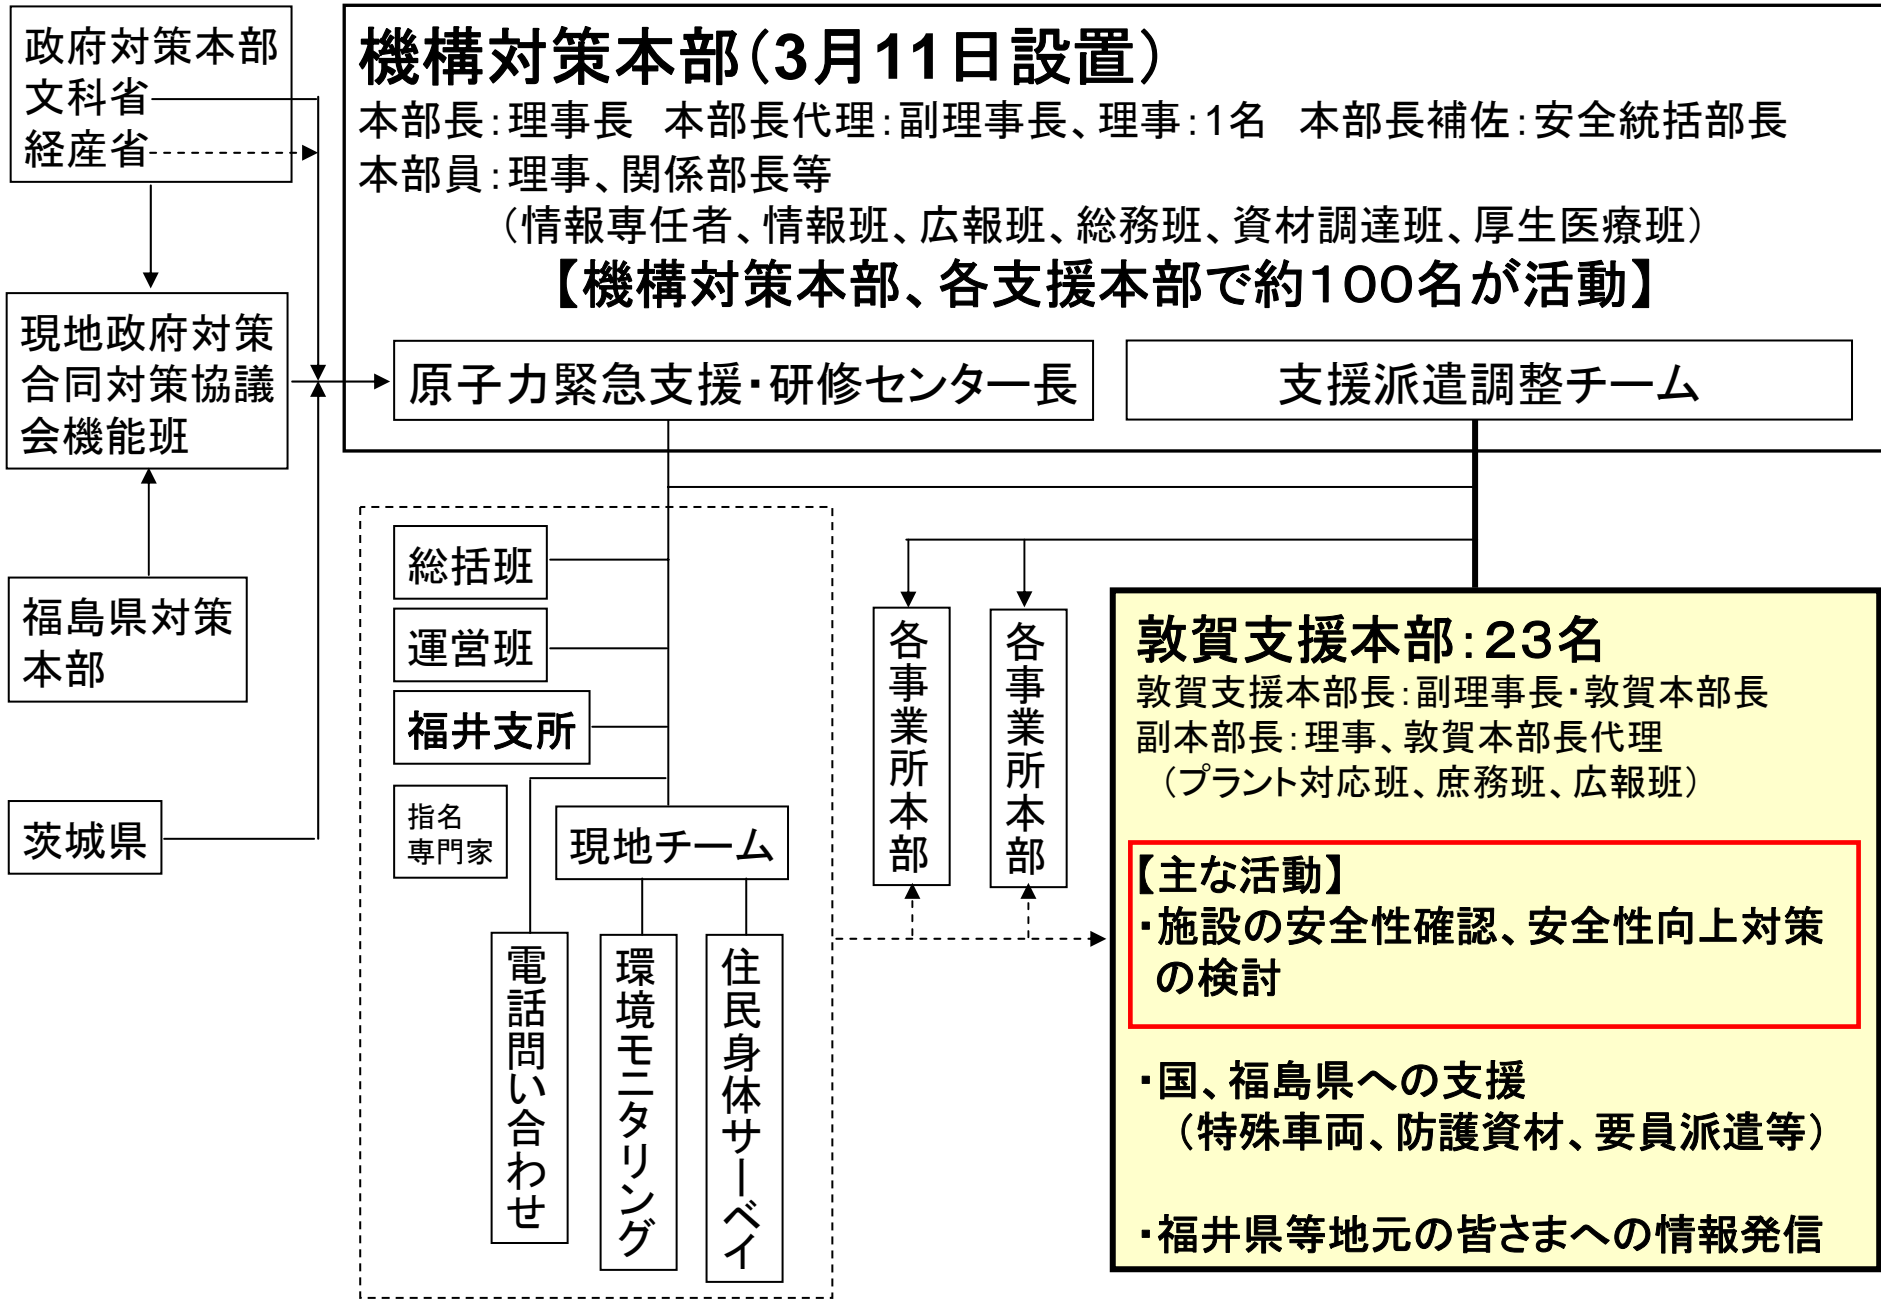 政府対策本部
文科省
経産省
機構対策本部(3月11日設置)
本部長:理事長 本部長代理:副理事長、理事:1名 本部長補佐:安全統括部長
本部員:理事、関係部長等
(情報専任者、情報班、広報班、総務班、資材調達班、厚生医療班)
【機構対策本部、各支援本部で約100名が活動】
現地政府対策
合同対策協議
会機能班
原子力緊急支援・研修センター長
支援派遣調整チーム
福島県対策
本部
茨城県
総括班
運営班
福井支所
指名
専門家
現地チーム
電話問い合わせ
環境モニタリング
住民身体サーベイ
各事業所本部
各事業所本部
敦賀支援本部:23名
敦賀支援本部長:副理事長・敦賀本部長
副本部長:理事、敦賀本部長代理
(プラント対応班、庶務班、広報班)
【主な活動】
・施設の安全性確認、安全性向上対策
の検討
・国、福島県への支援
(特殊車両、防護資材、要員派遣等)
・福井県等地元の皆さまへの情報発信